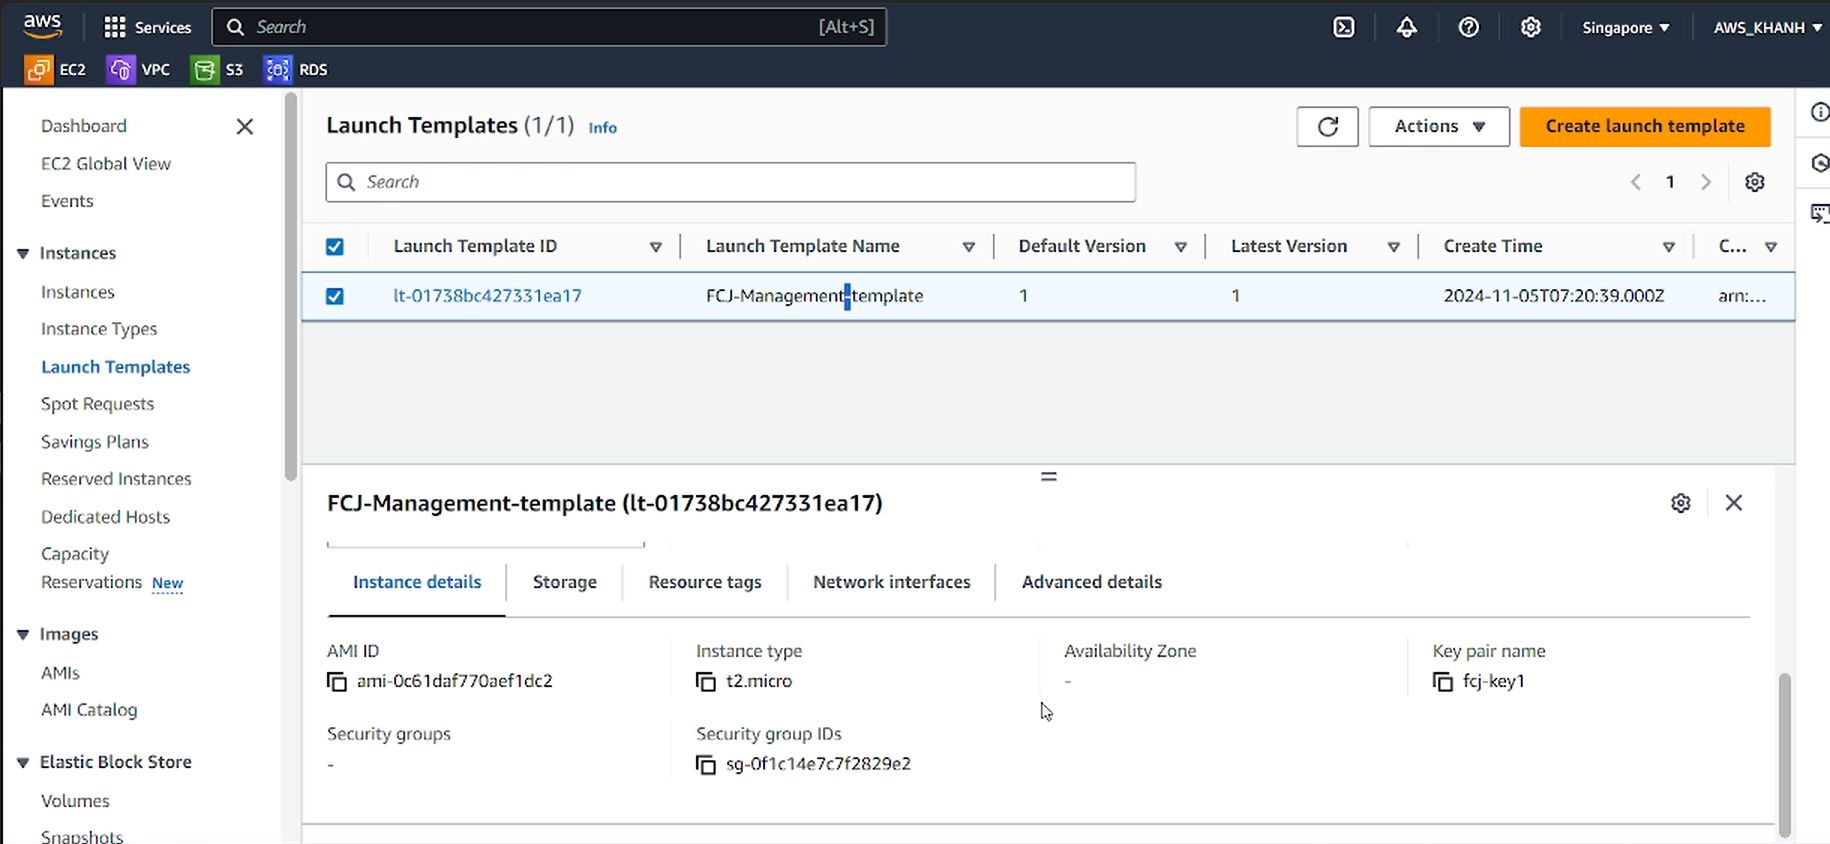 aws Services Search [Alt+S] Singapore AWS_KHANH
EC2 VPC S3 RDS
Dashboard
EC2 Global View
Events
Instances
Instances
Instance Types
Launch Templates
Spot Requests
Savings Plans
Reserved Instances
Dedicated Hosts
Capacity
Reservations New
Images
AMIs
AMI Catalog
Elastic Block Store
Volumes
Snapshots
Launch Templates (1/1) Info
Actions
Create launch template
Search
1
Launch Template ID Launch Template Name Default Version Latest Version Create Time C...
lt-01738bc427331ea17 FCJ-Management-template 1 1 2024-11-05T07:20:39.000Z arn:...
FCJ-Management-template (lt-01738bc427331ea17)
Instance details Storage Resource tags Network interfaces Advanced details
AMI ID Instance type Availability Zone Key pair name
ami-0c61daf770aef1dc2 t2.micro - fcj-key1
Security groups Security group IDs
- sg-0f1c14e7c7f2829e2